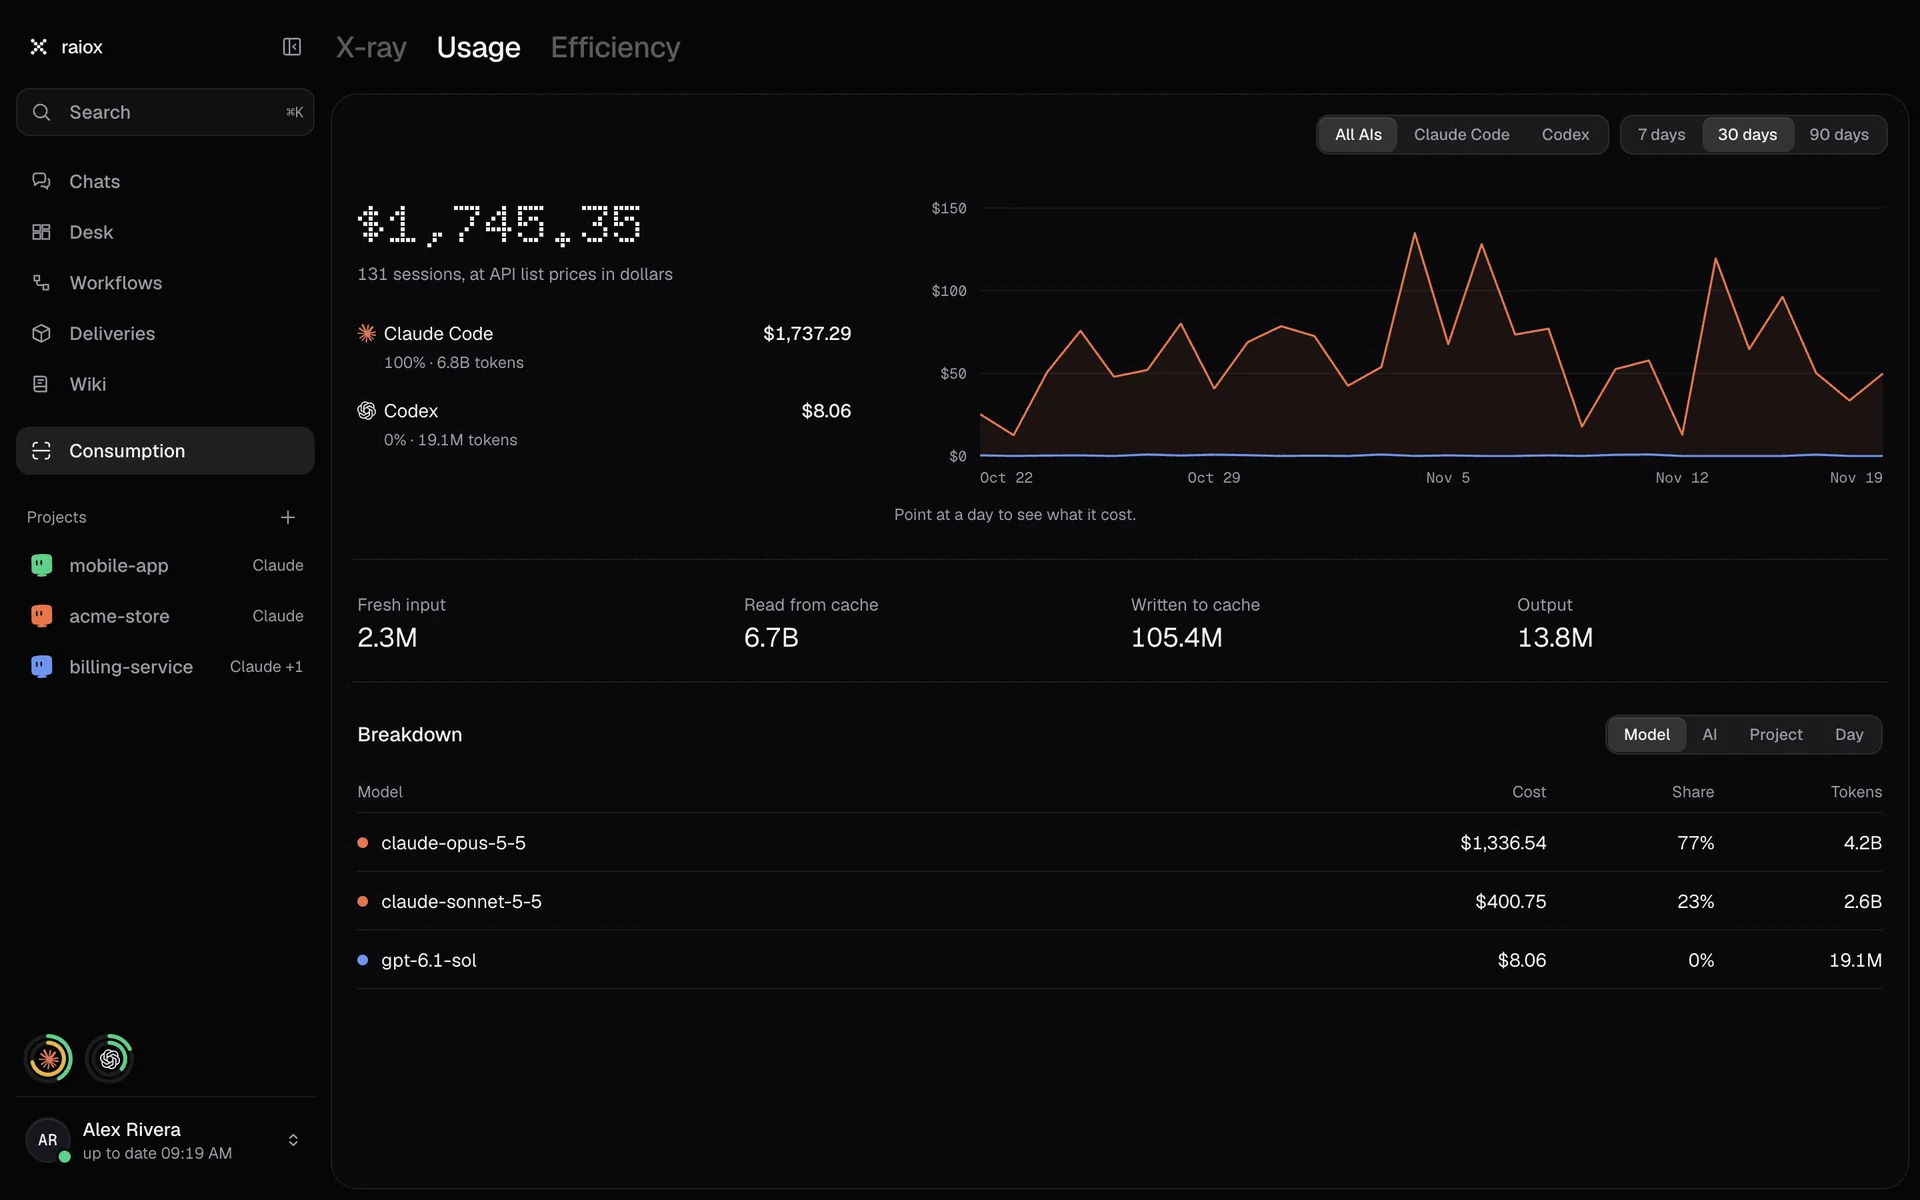 raiox
X-ray Usage Efficiency
Search ⌘K
Chats
Desk
Workflows
Deliveries
Wiki
Consumption
Projects
mobile-app Claude
acme-store Claude
billing-service Claude +1
AR
Alex Rivera
up to date 09:19 AM
All AIs Claude Code Codex
7 days 30 days 90 days
$1,745.35
131 sessions, at API list prices in dollars
Claude Code $1,737.29
100% · 6.8B tokens
Codex $8.06
0% · 19.1M tokens
$150
$100
$50
$0
Oct 22 Oct 29 Nov 5 Nov 12 Nov 19
Point at a day to see what it cost.
Fresh input Read from cache Written to cache Output
2.3M 6.7B 105.4M 13.8M
Breakdown
Model AI Project Day
Model Cost Share Tokens
claude-opus-5-5 $1,336.54 77% 4.2B
claude-sonnet-5-5 $400.75 23% 2.6B
gpt-6.1-sol $8.06 0% 19.1M